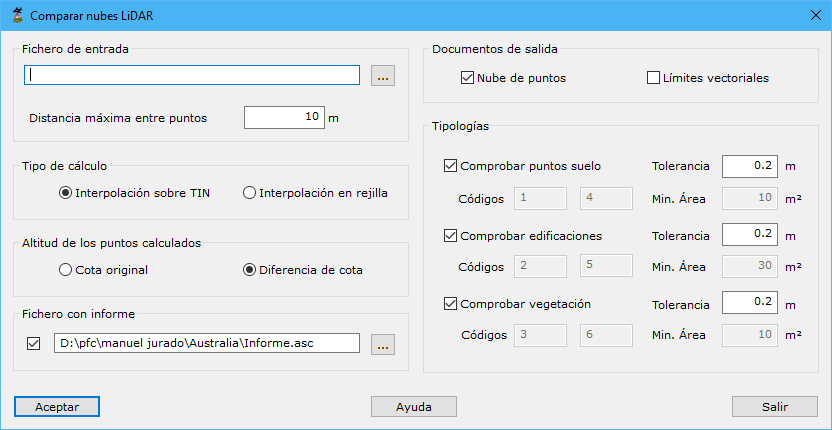 Comparar nubes LiDAR
Fichero de entrada
...
Distancia máxima entre puntos 10 m
Tipo de cálculo
Interpolación sobre TIN Interpolación en rejilla
Altitud de los puntos calculados
Cota original Diferencia de cota
Fichero con informe
D:\pfc\manuel jurado\Australia\Informe.asc ...
Documentos de salida
Nube de puntos Límites vectoriales
Tipologías
Comprobar puntos suelo Tolerancia 0.2 m
Códigos 1 4 Min. Área 10 m²
Comprobar edificaciones Tolerancia 0.2 m
Códigos 2 5 Min. Área 30 m²
Comprobar vegetación Tolerancia 0.2 m
Códigos 3 6 Min. Área 10 m²
Aceptar Ayuda Salir